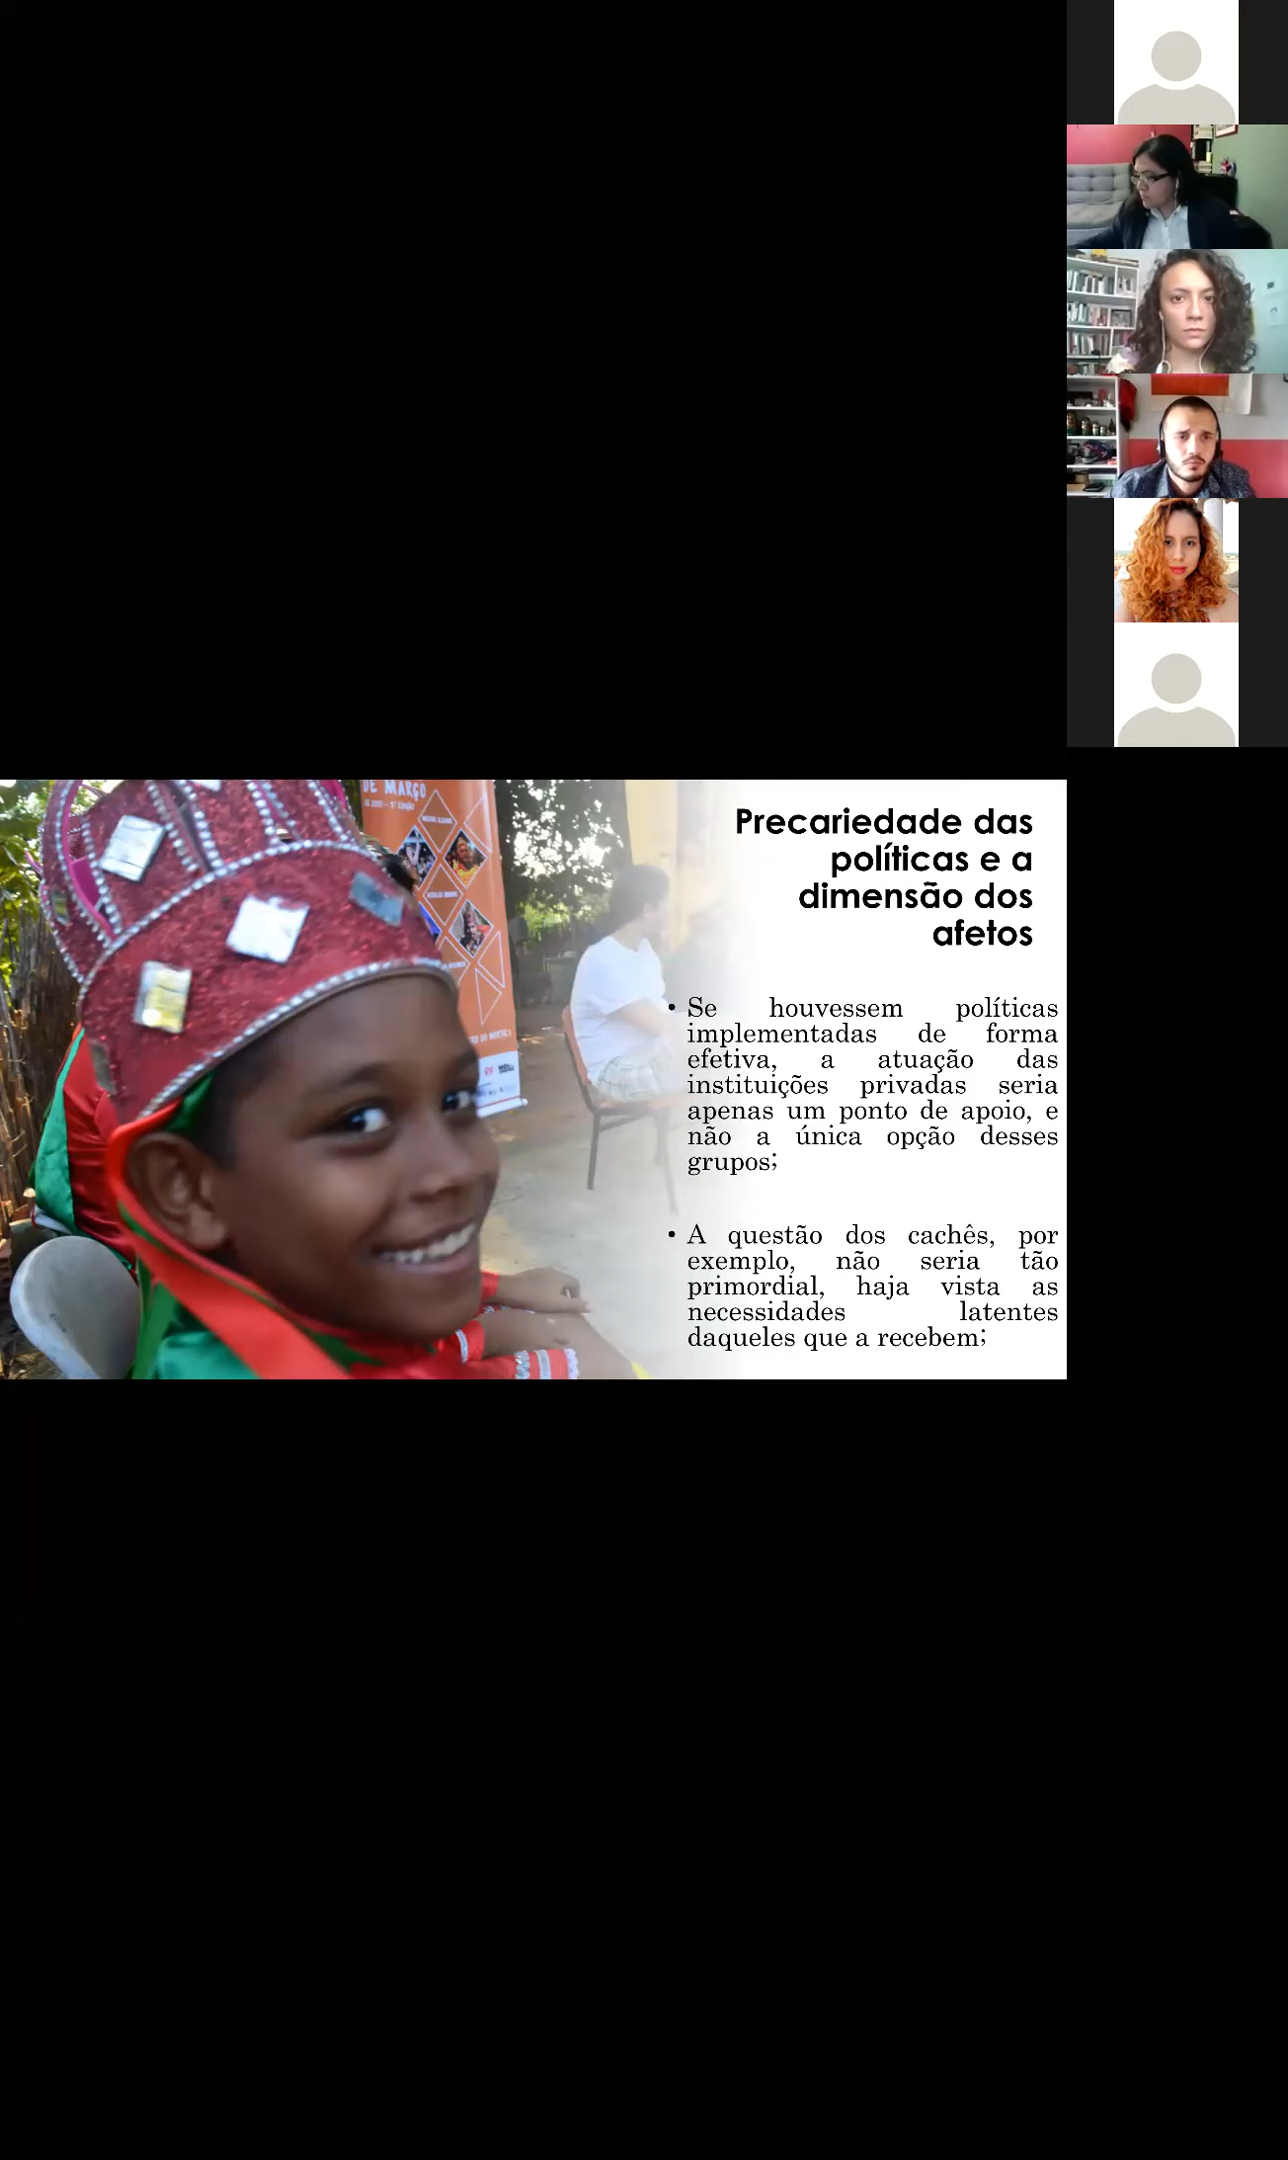 DE MARÇO
Precariedade das
políticas e a
dimensão dos
afetos
• Se houvessem políticas
implementadas de forma
efetiva, a atuação das
instituições privadas seria
apenas um ponto de apoio, e
não a única opção desses
grupos;
• A questão dos cachês, por
exemplo, não seria tão
primordial, haja vista as
necessidades latentes
daqueles que a recebem;